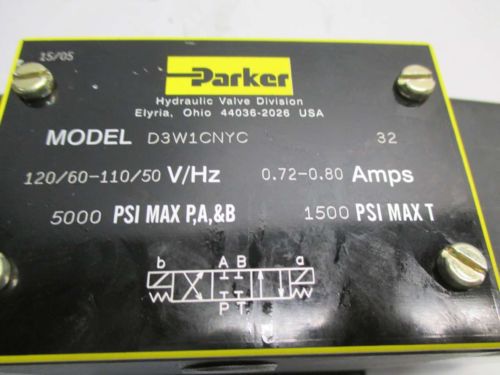 15/05
Parker
Hydraulic Valve Division
Elyria, Ohio 44036-2026 USA
MODEL D3W1CNYC 32
120/60-110/50 V/Hz 0.72-0.80 Amps
5000 PSI MAX P,A,&B 1500 PSI MAX T
b A B a
P T